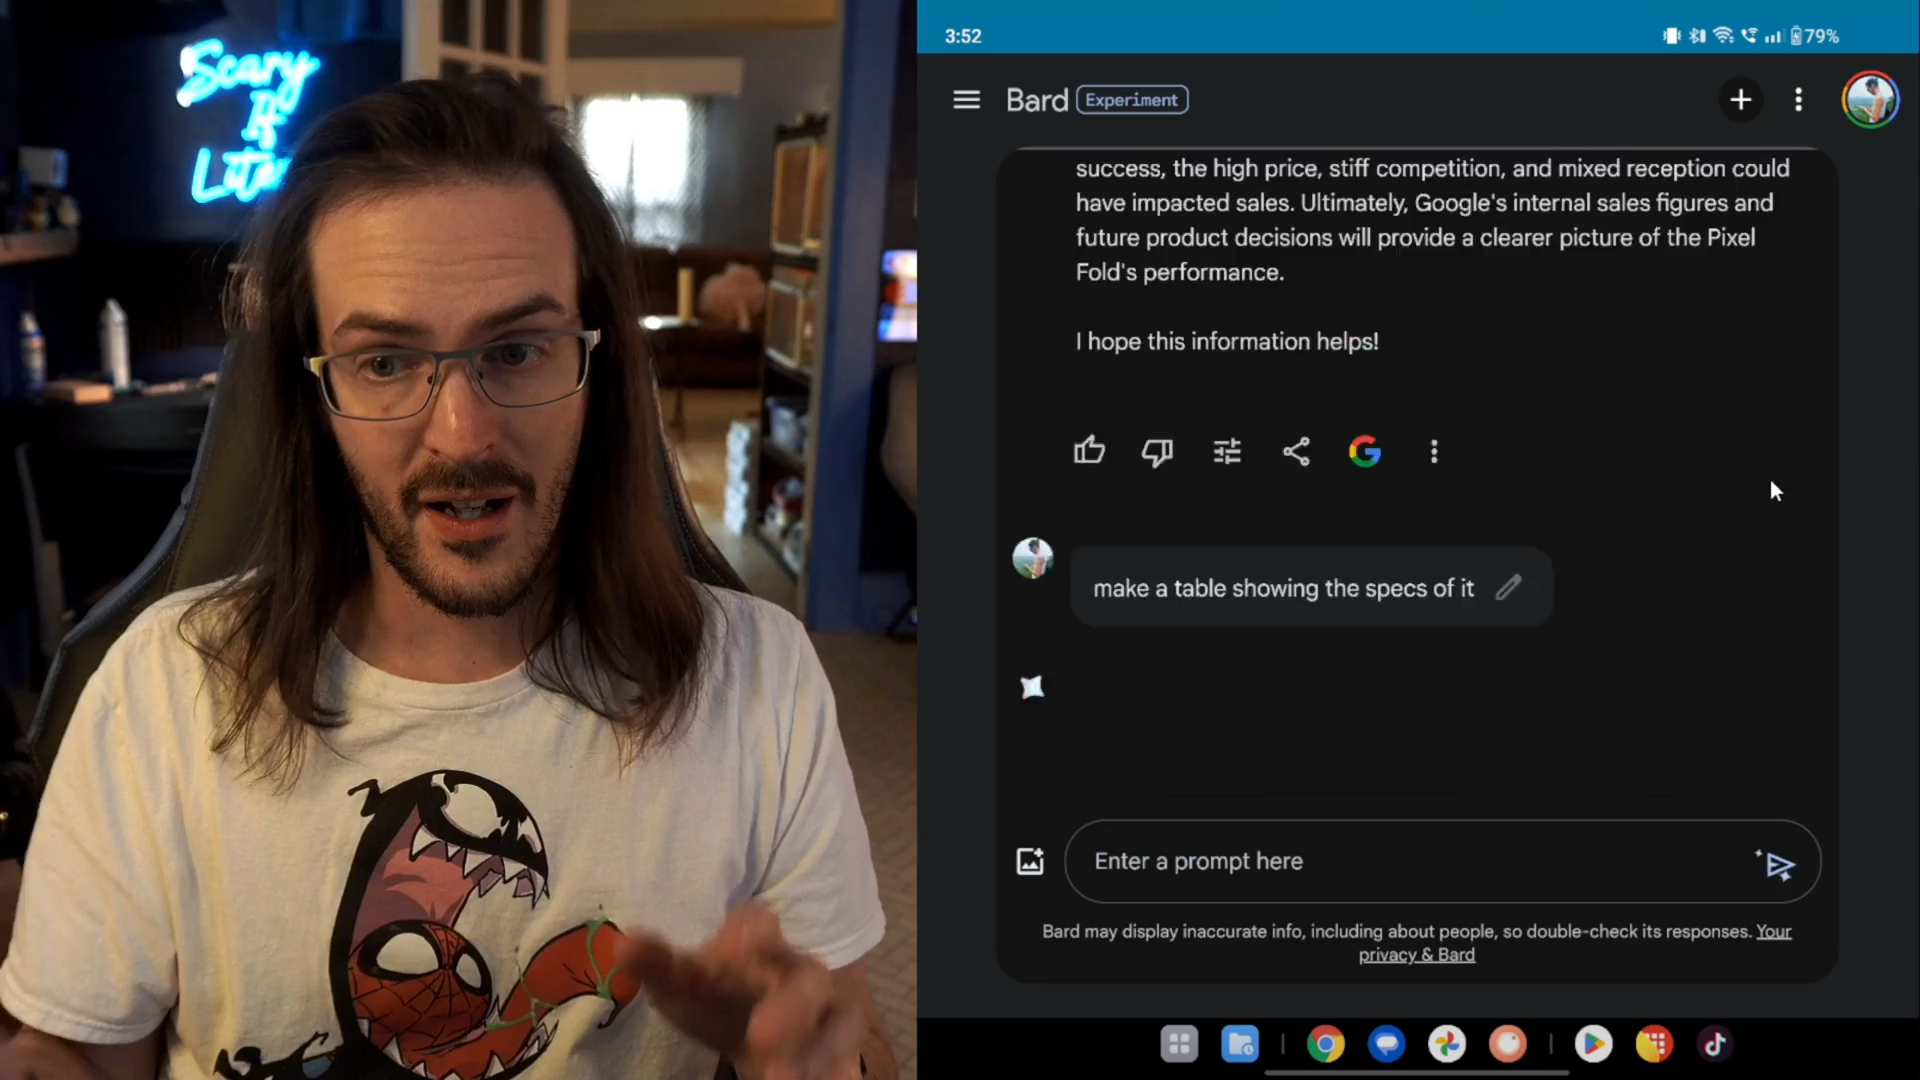 Scary
It
Lite
3:52
79%
Bard Experiment
success, the high price, stiff competition, and mixed reception could
have impacted sales. Ultimately, Google's internal sales figures and
future product decisions will provide a clearer picture of the Pixel
Fold's performance.
I hope this information helps!
make a table showing the specs of it
Enter a prompt here
Bard may display inaccurate info, including about people, so double-check its responses. Your
privacy & Bard